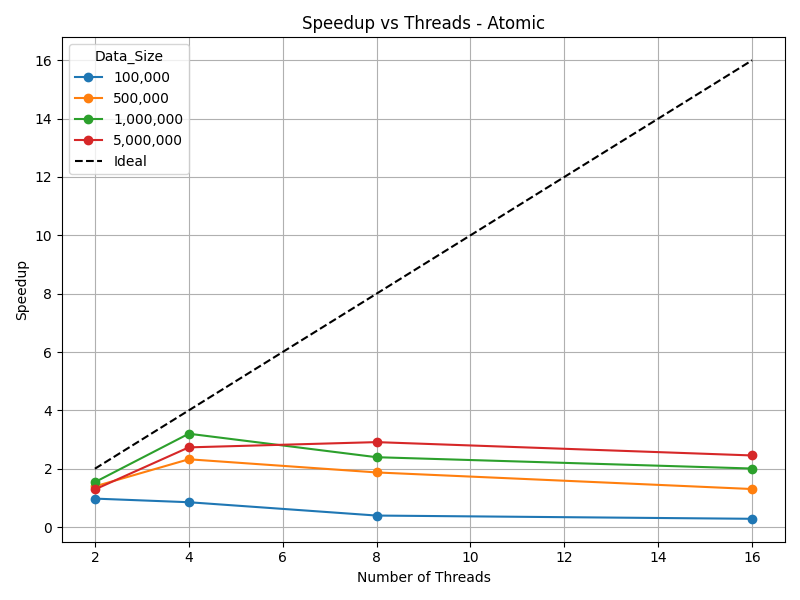 Speedup vs Threads - Atomic
Data_Size
100,000
500,000
1,000,000
5,000,000
Ideal
Speedup
16
14
12
10
8
6
4
2
0
2 4 6 8 10 12 14 16
Number of Threads